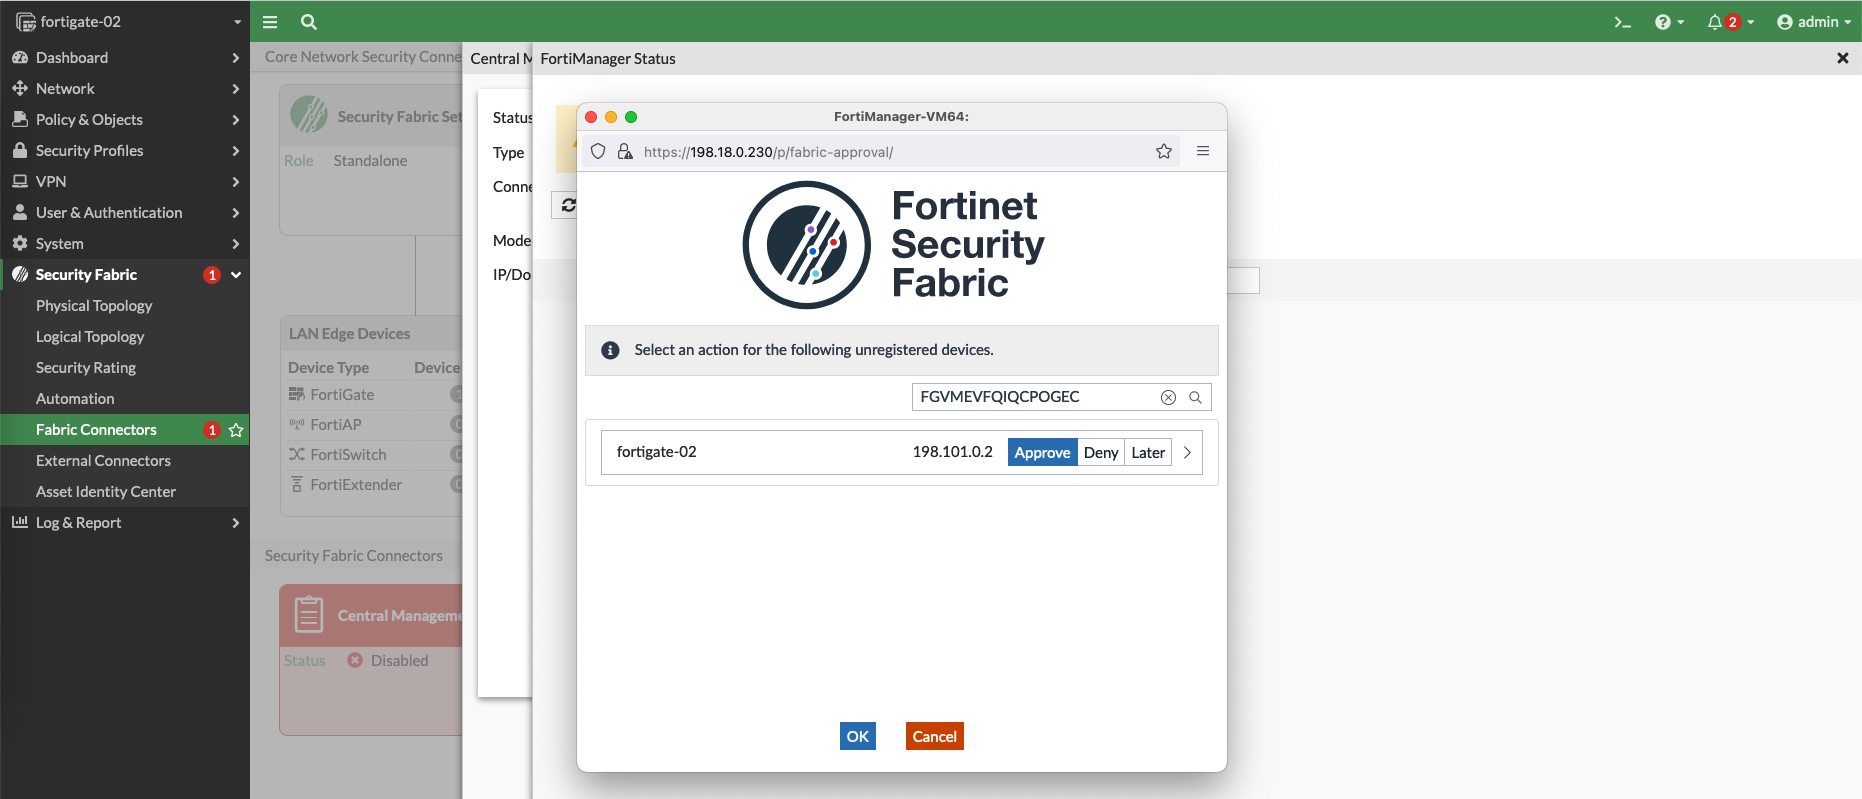 fortigate-02
2
admin
Dashboard
Network
Policy & Objects
Security Profiles
VPN
User & Authentication
System
Security Fabric 1
Physical Topology
Logical Topology
Security Rating
Automation
Fabric Connectors 1
External Connectors
Asset Identity Center
Log & Report
Core Network Security Conne
Security Fabric Set
Role Standalone
LAN Edge Devices
Device Type Device
FortiGate
FortiAP
FortiSwitch
FortiExtender
Security Fabric Connectors
Central Manageme
Status Disabled
Central M
Status
Type
Conne
Mode
IP/Do
FortiManager Status
FortiManager-VM64:
https://198.18.0.230/p/fabric-approval/
Fortinet
Security
Fabric
Select an action for the following unregistered devices.
FGVMEVFQIQCPOGEC
fortigate-02 198.101.0.2 Approve Deny Later
OK Cancel